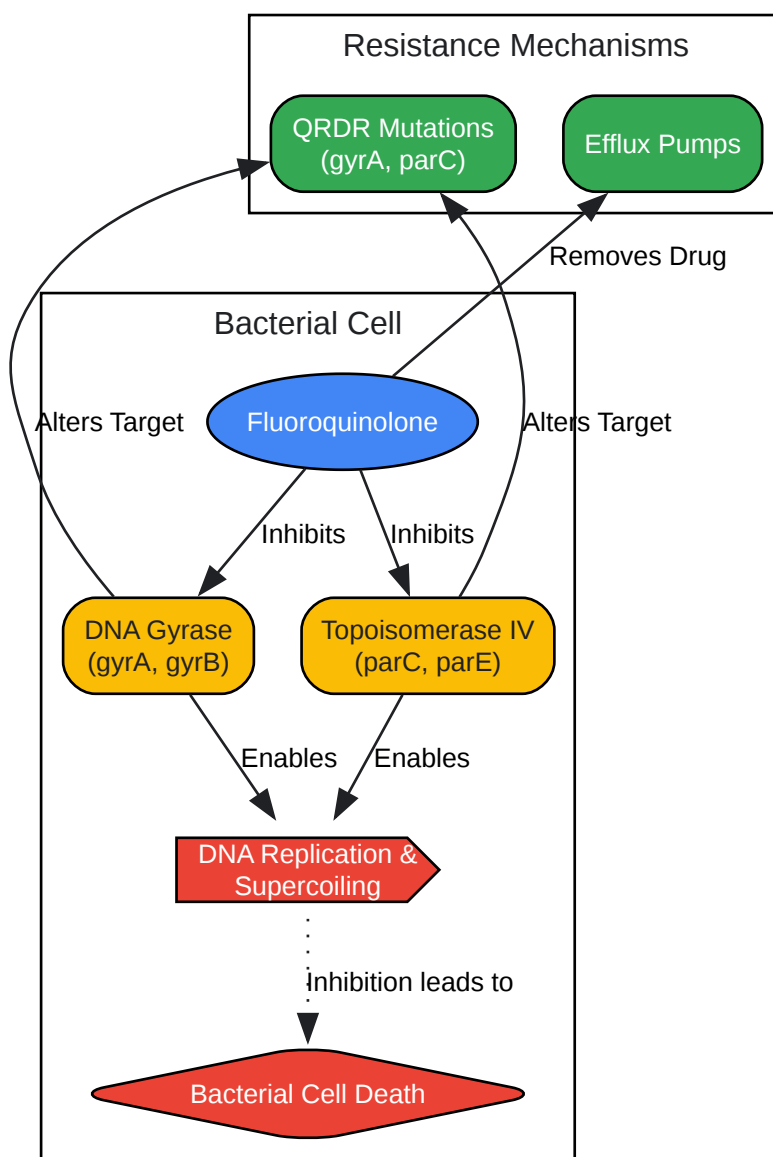 Resistance Mechanisms
QRDR Mutations
(gyrA, parC)
Efflux Pumps
Removes Drug
Bacterial Cell
Alters Target
Fluoroquinolone
Alters Target
Inhibits
Inhibits
DNA Gyrase
(gyrA, gyrB)
Topoisomerase IV
(parC, parE)
Enables
Enables
DNA Replication &
Supercoiling
Inhibition leads to
Bacterial Cell Death